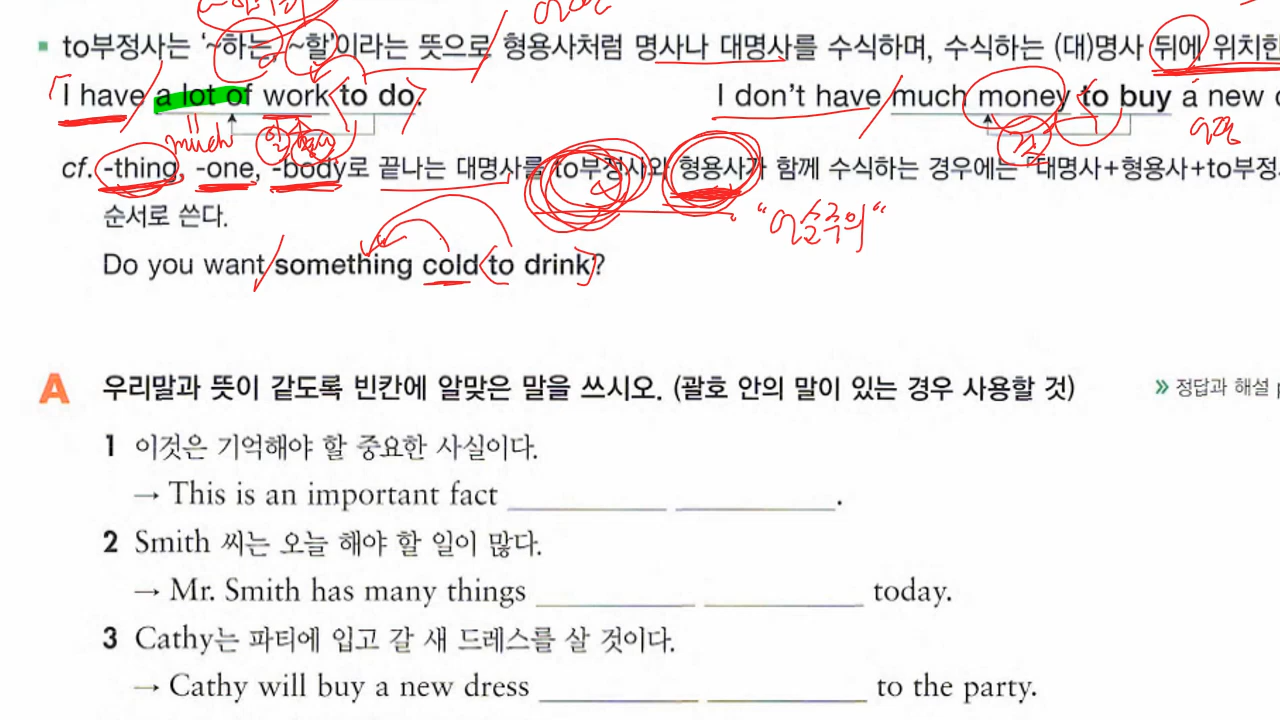 to부정사는 '~하는, ~할'이라는 뜻으로 형용사처럼 명사나 대명사를 수식하며, 수식하는 (대)명사 뒤에 위치한
I have a lot of work to do. I don't have much money to buy a new
much
cf. -thing, -one, -body로 끝나는 대명사를 to부정사와 형용사가 함께 수식하는 경우에는 「대명사+형용사+to부정
순서로 쓴다. "어순주의"
Do you want something cold to drink?
A 우리말과 뜻이 같도록 빈칸에 알맞은 말을 쓰시오. (괄호 안의 말이 있는 경우 사용할 것) » 정답과 해설 p
1 이것은 기억해야 할 중요한 사실이다.
→ This is an important fact ________ ________.
2 Smith 씨는 오늘 해야 할 일이 많다.
→ Mr. Smith has many things ________ ________ today.
3 Cathy는 파티에 입고 갈 새 드레스를 살 것이다.
→ Cathy will buy a new dress ________ ________ to the party.